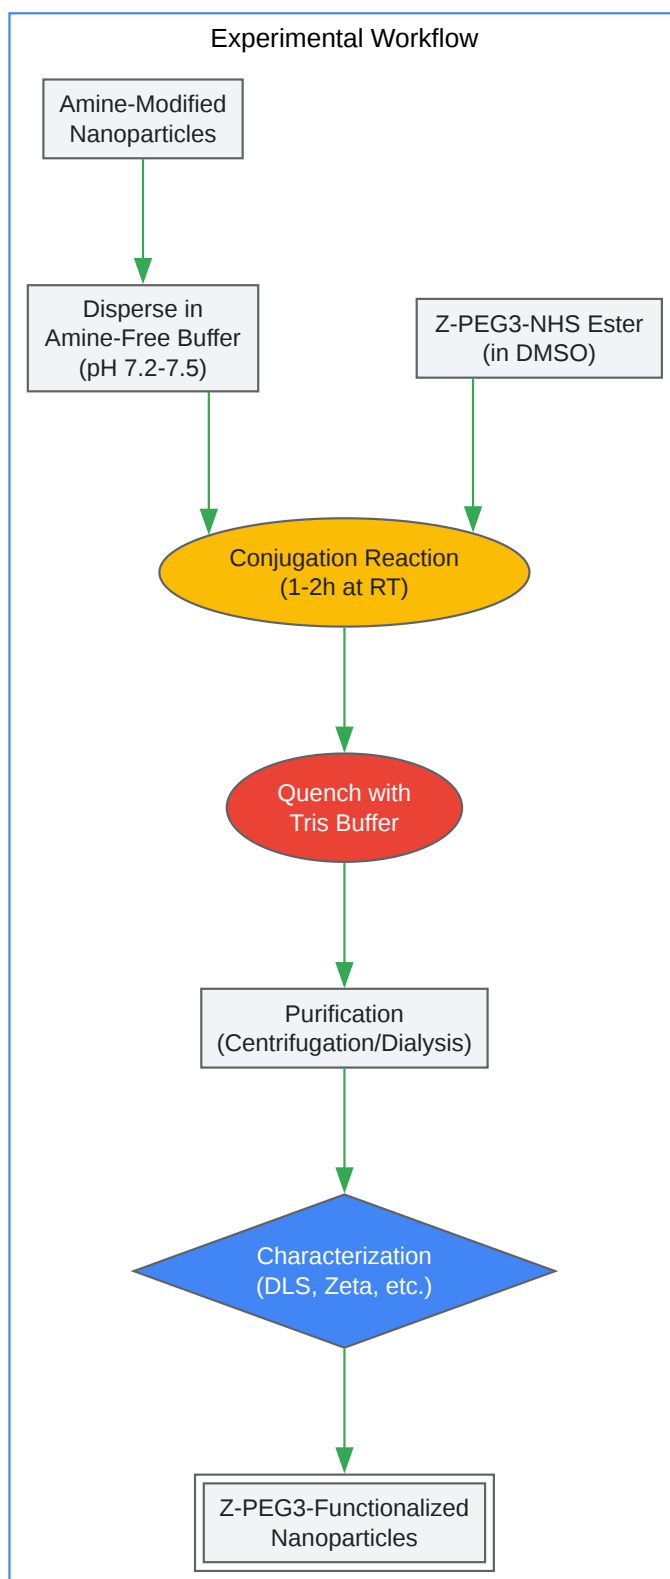 Experimental Workflow
Amine-Modified
Nanoparticles
Disperse in
Amine-Free Buffer
(pH 7.2-7.5)
Z-PEG3-NHS Ester
(in DMSO)
Conjugation Reaction
(1-2h at RT)
Quench with
Tris Buffer
Purification
(Centrifugation/Dialysis)
Characterization
(DLS, Zeta, etc.)
Z-PEG3-Functionalized
Nanoparticles